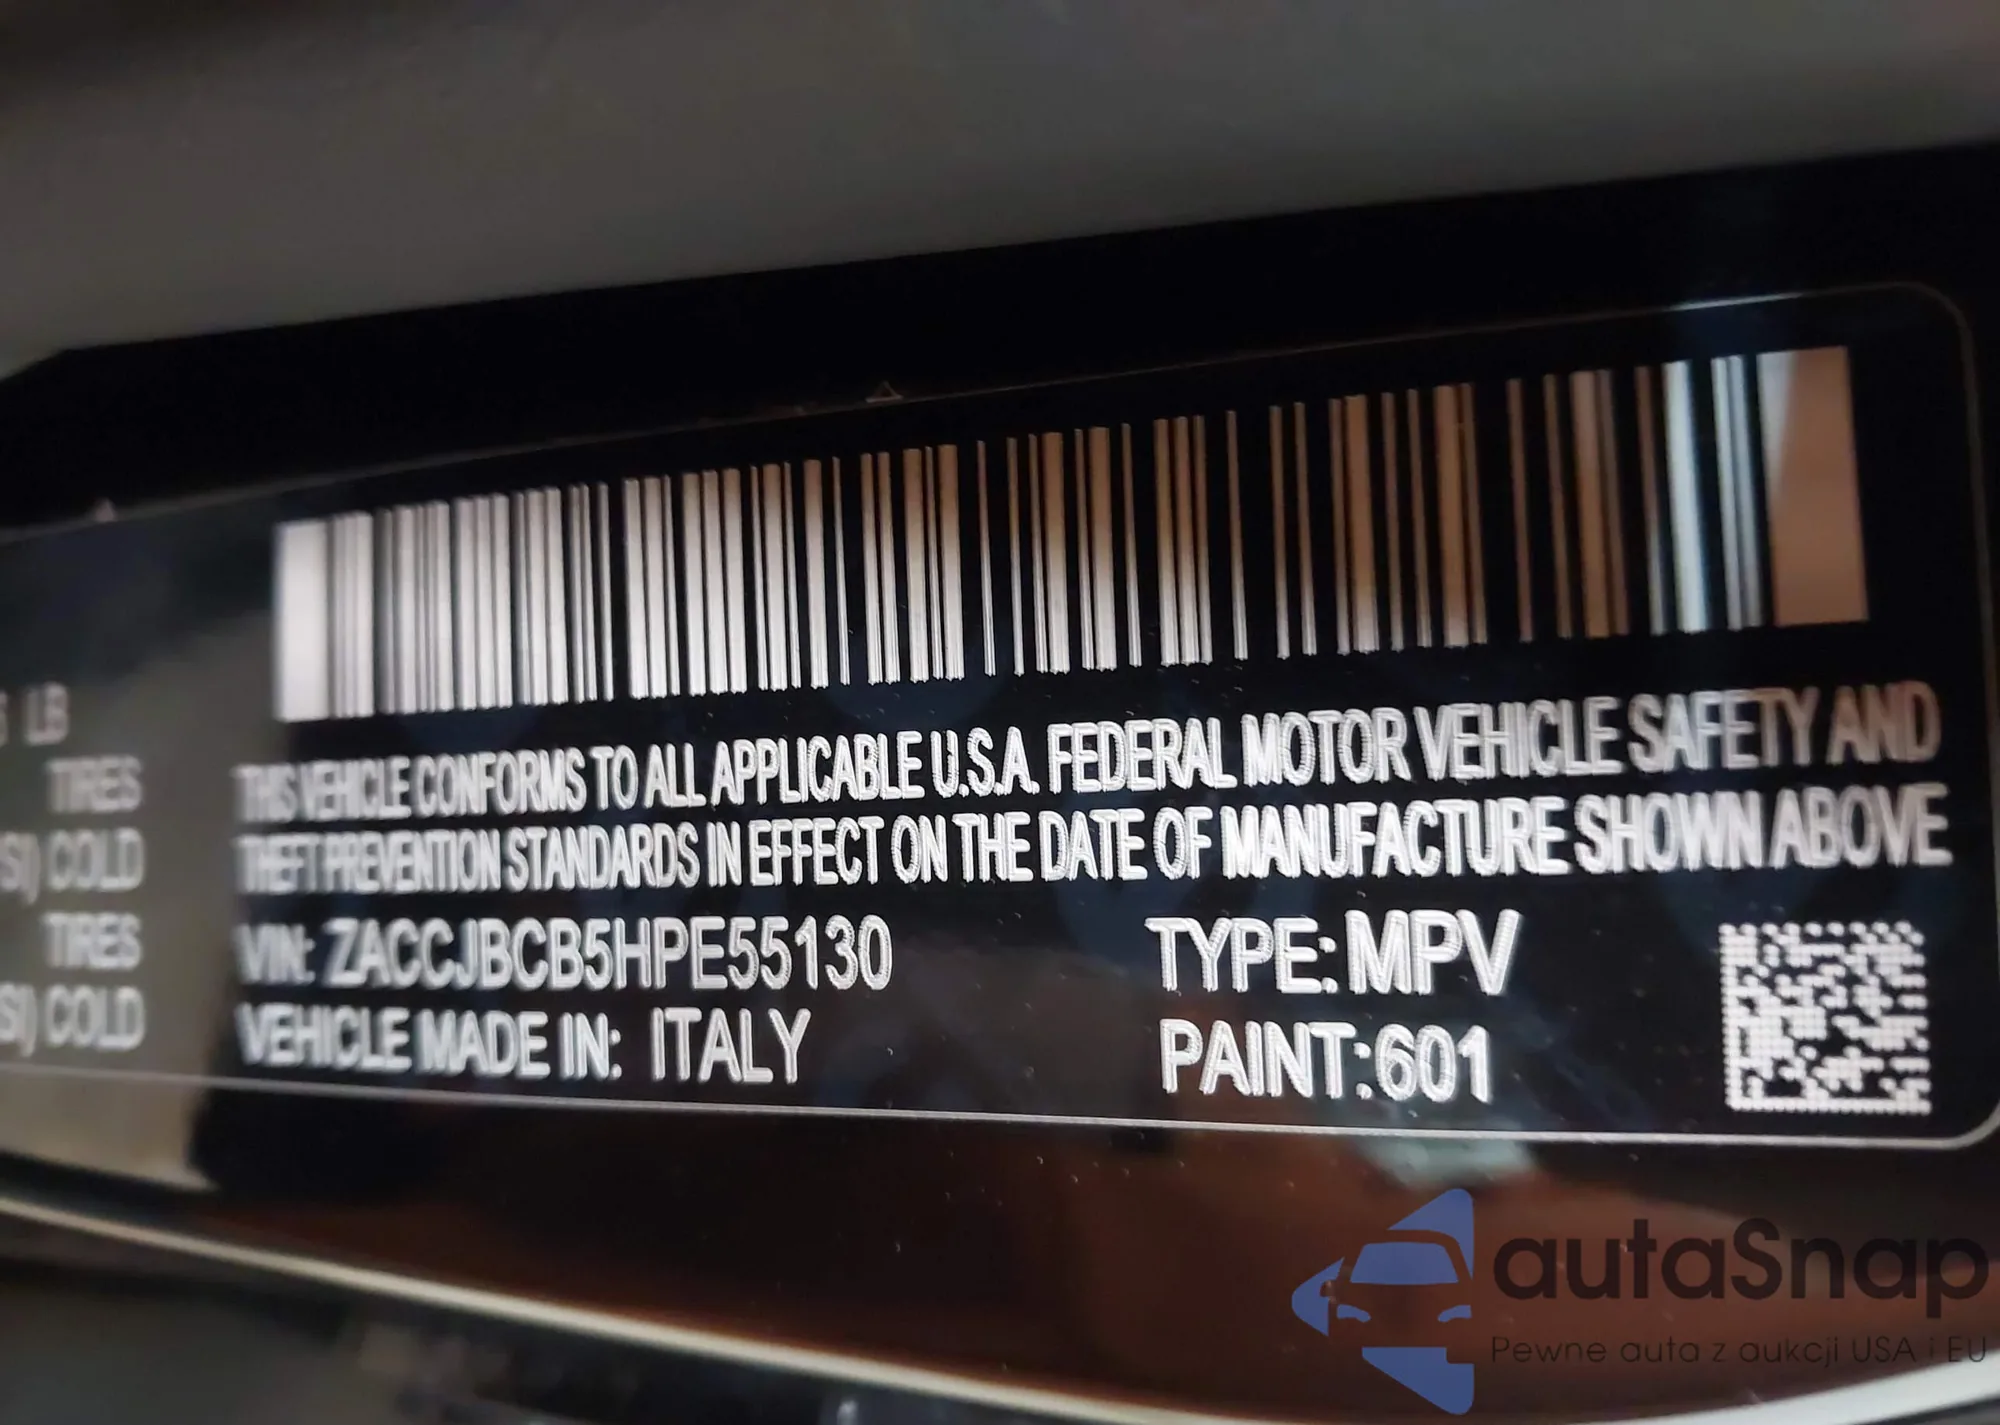 LB
TIRES
COLD
TIRES
COLD
THIS VEHICLE CONFORMS TO ALL APPLICABLE U.S.A. FEDERAL MOTOR VEHICLE SAFETY AND
THEFT PREVENTION STANDARDS IN EFFECT ON THE DATE OF MANUFACTURE SHOWN ABOVE
VIN: ZACCJBCB5HPE55130 TYPE: MPV
VEHICLE MADE IN: ITALY PAINT:601
autaSnap
Pewne auta z aukcji USA i EU